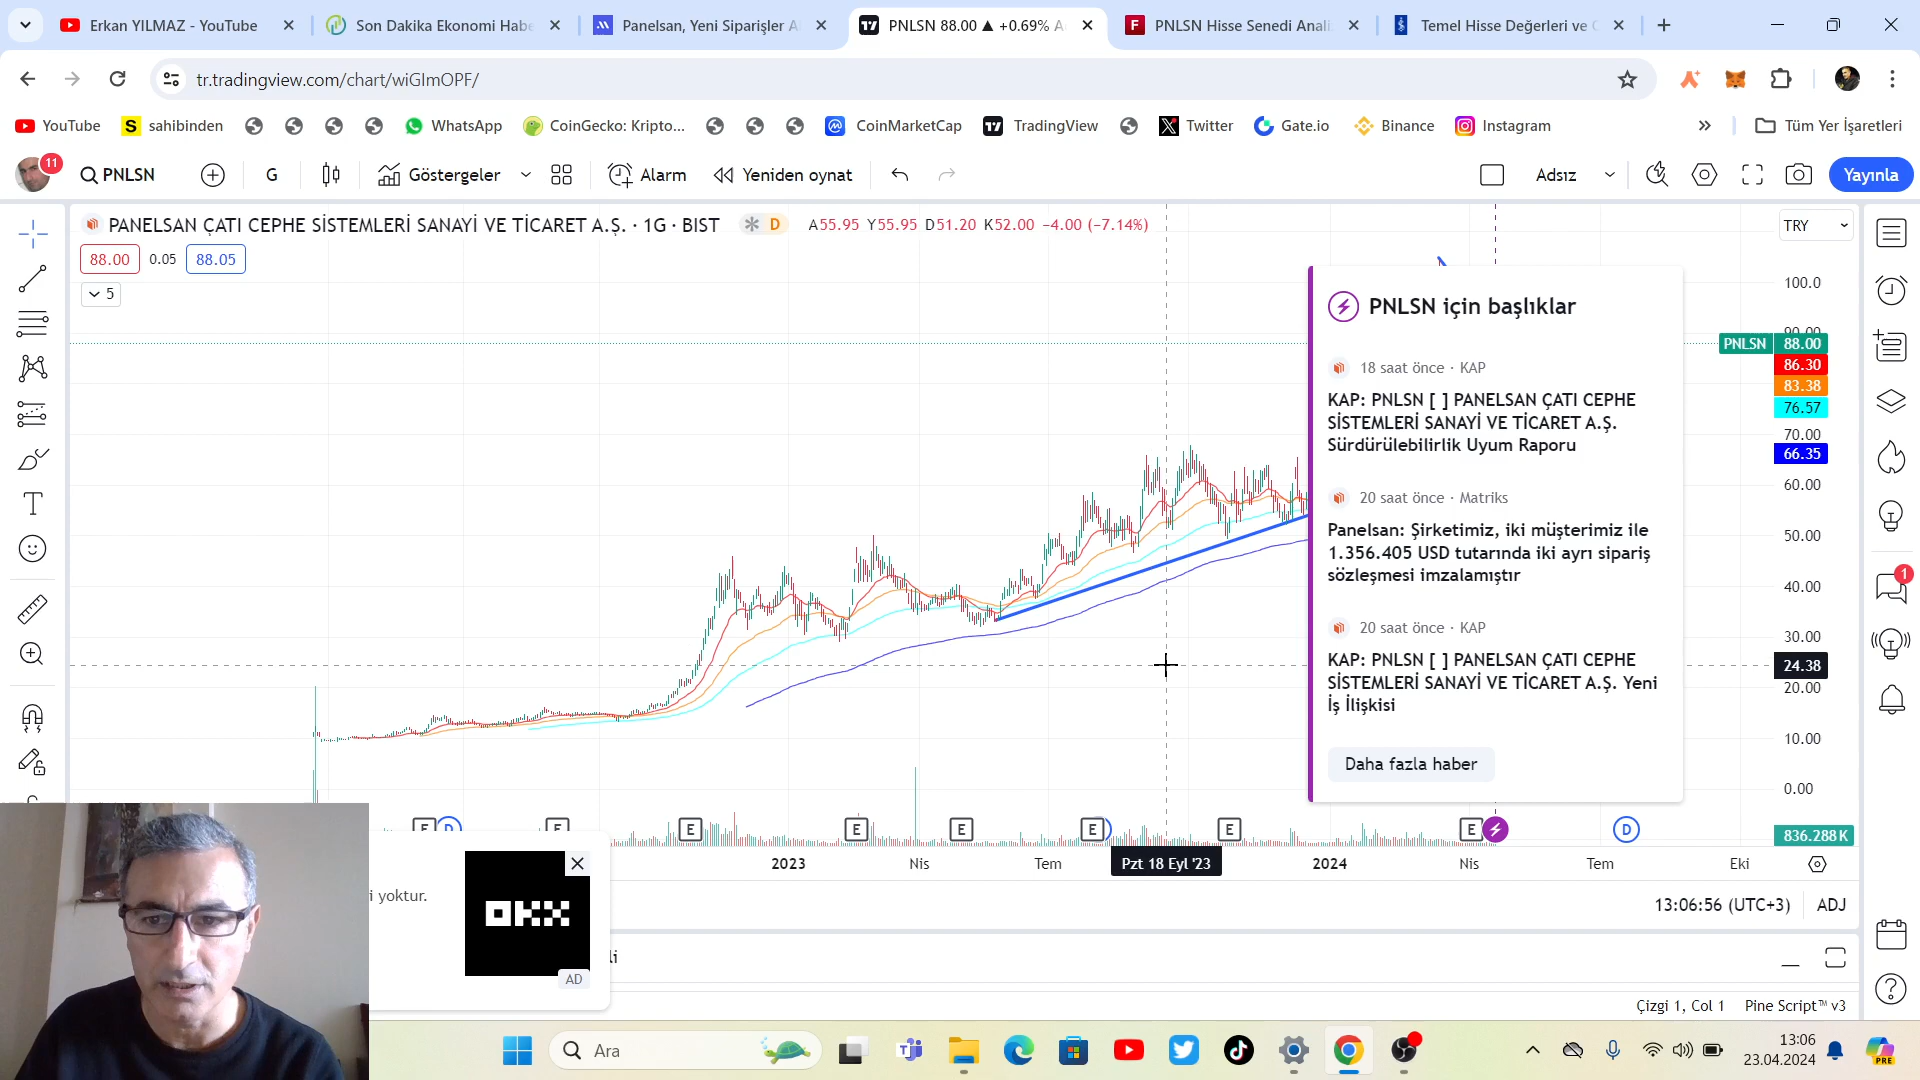 Erkan YILMAZ - YouTube
Son Dakika Ekonomi Habe
Panelsan, Yeni Siparişler A
PNLSN 88.00 ▲ +0.69% A
PNLSN Hisse Senedi Anali
Temel Hisse Değerleri ve
tr.tradingview.com/chart/wiGImOPF/
YouTube
sahibinden
WhatsApp
CoinGecko: Kripto...
CoinMarketCap
TradingView
Twitter
Gate.io
Binance
Instagram
»
Tüm Yer İşaretleri
11
PNLSN
G
Göstergeler
Alarm
Yeniden oynat
Adsız
Yayınla
PANELSAN ÇATI CEPHE SİSTEMLERİ SANAYİ VE TİCARET A.Ş. · 1G · BIST
D
A55.95 Y55.95 D51.20 K52.00 −4.00 (−7.14%)
TRY
88.00
0.05
88.05
5
100.0
90.00
PNLSN
88.00
86.30
83.38
76.57
70.00
66.35
60.00
50.00
40.00
30.00
24.38
20.00
10.00
0.00
836.288K
PNLSN için başlıklar
18 saat önce · KAP
KAP: PNLSN [ ] PANELSAN ÇATI CEPHE
SİSTEMLERİ SANAYİ VE TİCARET A.Ş.
Sürdürülebilirlik Uyum Raporu
20 saat önce · Matriks
Panelsan: Şirketimiz, iki müşterimiz ile
1.356.405 USD tutarında iki ayrı sipariş
sözleşmesi imzalamıştır
20 saat önce · KAP
KAP: PNLSN [ ] PANELSAN ÇATI CEPHE
SİSTEMLERİ SANAYİ VE TİCARET A.Ş. Yeni
İş İlişkisi
Daha fazla haber
1
E
D
E
E
E
E
E
E
E
D
2023
Nis
Tem
Pzt 18 Eyl '23
2024
Nis
Tem
Eki
i yoktur.
OKX
AD
13:06:56 (UTC+3)
ADJ
li
Çizgi 1, Col 1
Pine Script™ v3
Ara
13:06
23.04.2024
PRE